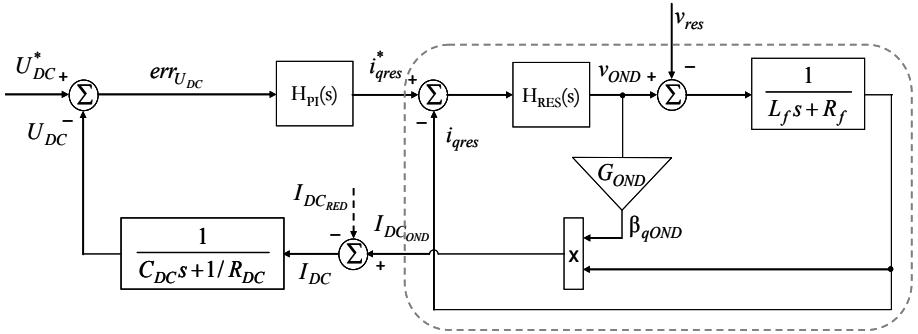 v_res
U*_DC + Σ − U_DC
err_U_DC
H_PI(s)
i*_qres + Σ − i_qres
H_RES(s)
v_OND + Σ −
1 / (L_f s + R_f)
G_OND
β_qOND
x
I_DC_RED
I_DC_OND
− Σ +
I_DC
1 / (C_DC s + 1/R_DC)